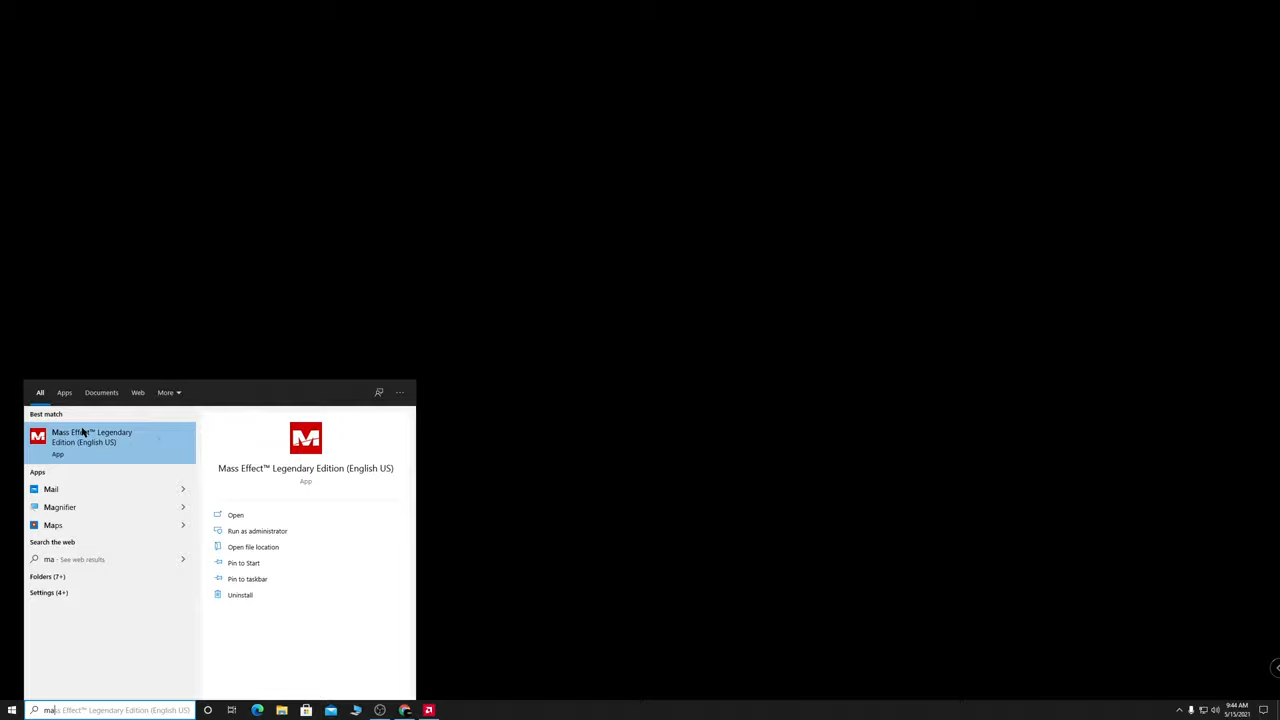 All
Apps
Documents
Web
More
Best match
Mass Effect™ Legendary
Edition (English US)
App
Apps
Mail
Magnifier
Maps
Search the web
ma - See web results
Folders (7+)
Settings (4+)
M
Mass Effect™ Legendary Edition (English US)
App
Open
Run as administrator
Open file location
Pin to Start
Pin to taskbar
Uninstall
mass Effect™ Legendary Edition (English US)
9:44 AM
5/15/2021